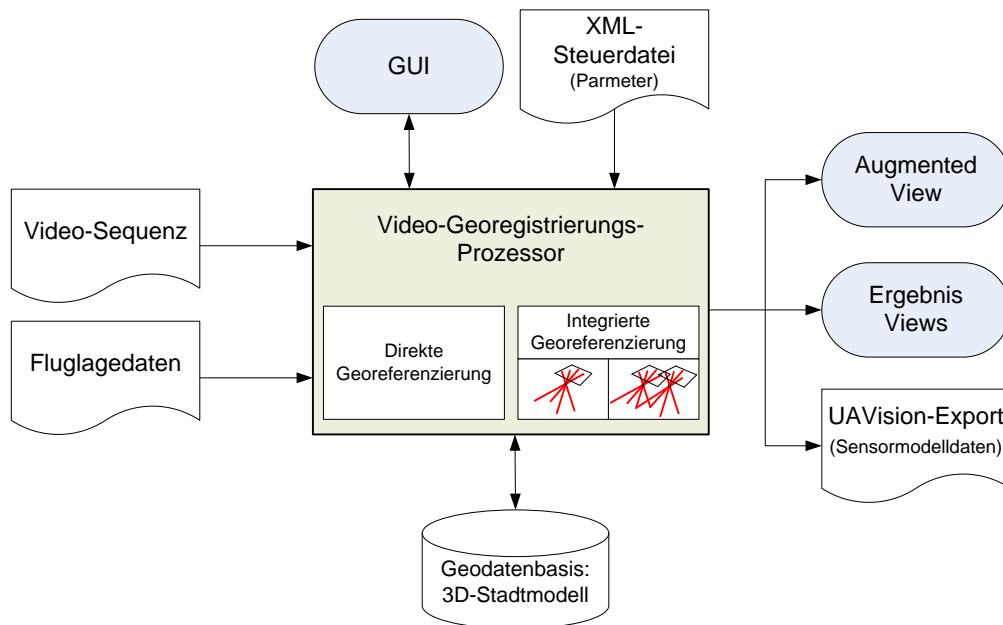 GUI
XML-
Steuerdatei
(Parmeter)
Video-Sequenz
Fluglagedaten
Video-Georegistrierungs-
Prozessor
Direkte
Georeferenzierung
Integrierte
Georeferenzierung
Augmented
View
Ergebnis
Views
UAVision-Export
(Sensormodelldaten)
Geodatenbasis:
3D-Stadtmodell